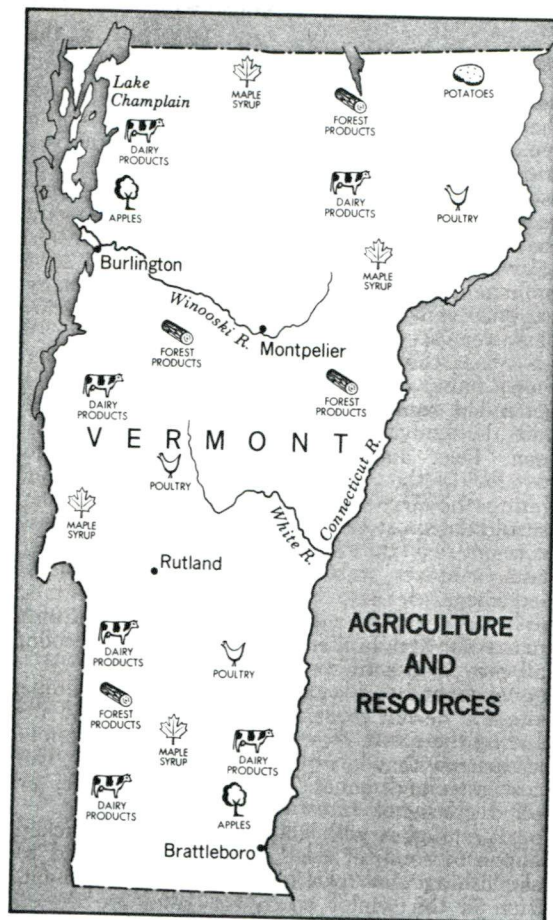 Lake
Champlain
MAPLE
SYRUP
FOREST
PRODUCTS
POTATOES
DAIRY
PRODUCTS
APPLES
DAIRY
PRODUCTS
POULTRY
MAPLE
SYRUP
Burlington
Winooski R.
Montpelier
FOREST
PRODUCTS
FOREST
PRODUCTS
DAIRY
PRODUCTS
VERMONT
POULTRY
Connecticut R.
MAPLE
SYRUP
White R.
Rutland
AGRICULTURE
AND
RESOURCES
DAIRY
PRODUCTS
POULTRY
FOREST
PRODUCTS
MAPLE
SYRUP
DAIRY
PRODUCTS
DAIRY
PRODUCTS
APPLES
Brattleboro